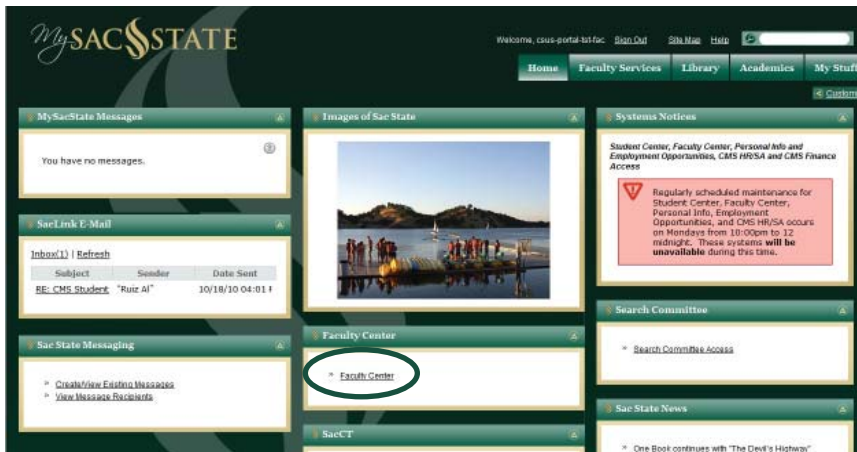 MySACSTATE
Welcome, csus-portal-tst-fac Sign Out Site Map Help
Home Faculty Services Library Academics My Stuff
MySacState Messages
You have no messages.
SacLink E-Mail
Inbox(1) | Refresh
Subject Sender Date Sent
RE: CMS Student "Ruiz Al" 10/18/10 04:01
Sac State Messaging
» Create/View Existing Messages
» View Message Recipients
Images of Sac State
Faculty Center
» Faculty Center
SacCT
Custom
Systems Notices
Student Center, Faculty Center, Personal Info and
Employment Opportunities, CMS HR/SA and CMS Finance
Access
Regularly scheduled maintenance for
Student Center, Faculty Center,
Personal Info, Employment
Opportunities, and CMS HR/SA occurs
on Mondays from 10:00pm to 12
midnight. These systems will be
unavailable during this time.
Search Committee
» Search Committee Access
Sac State News
» One Book continues with "The Devil's Highway"